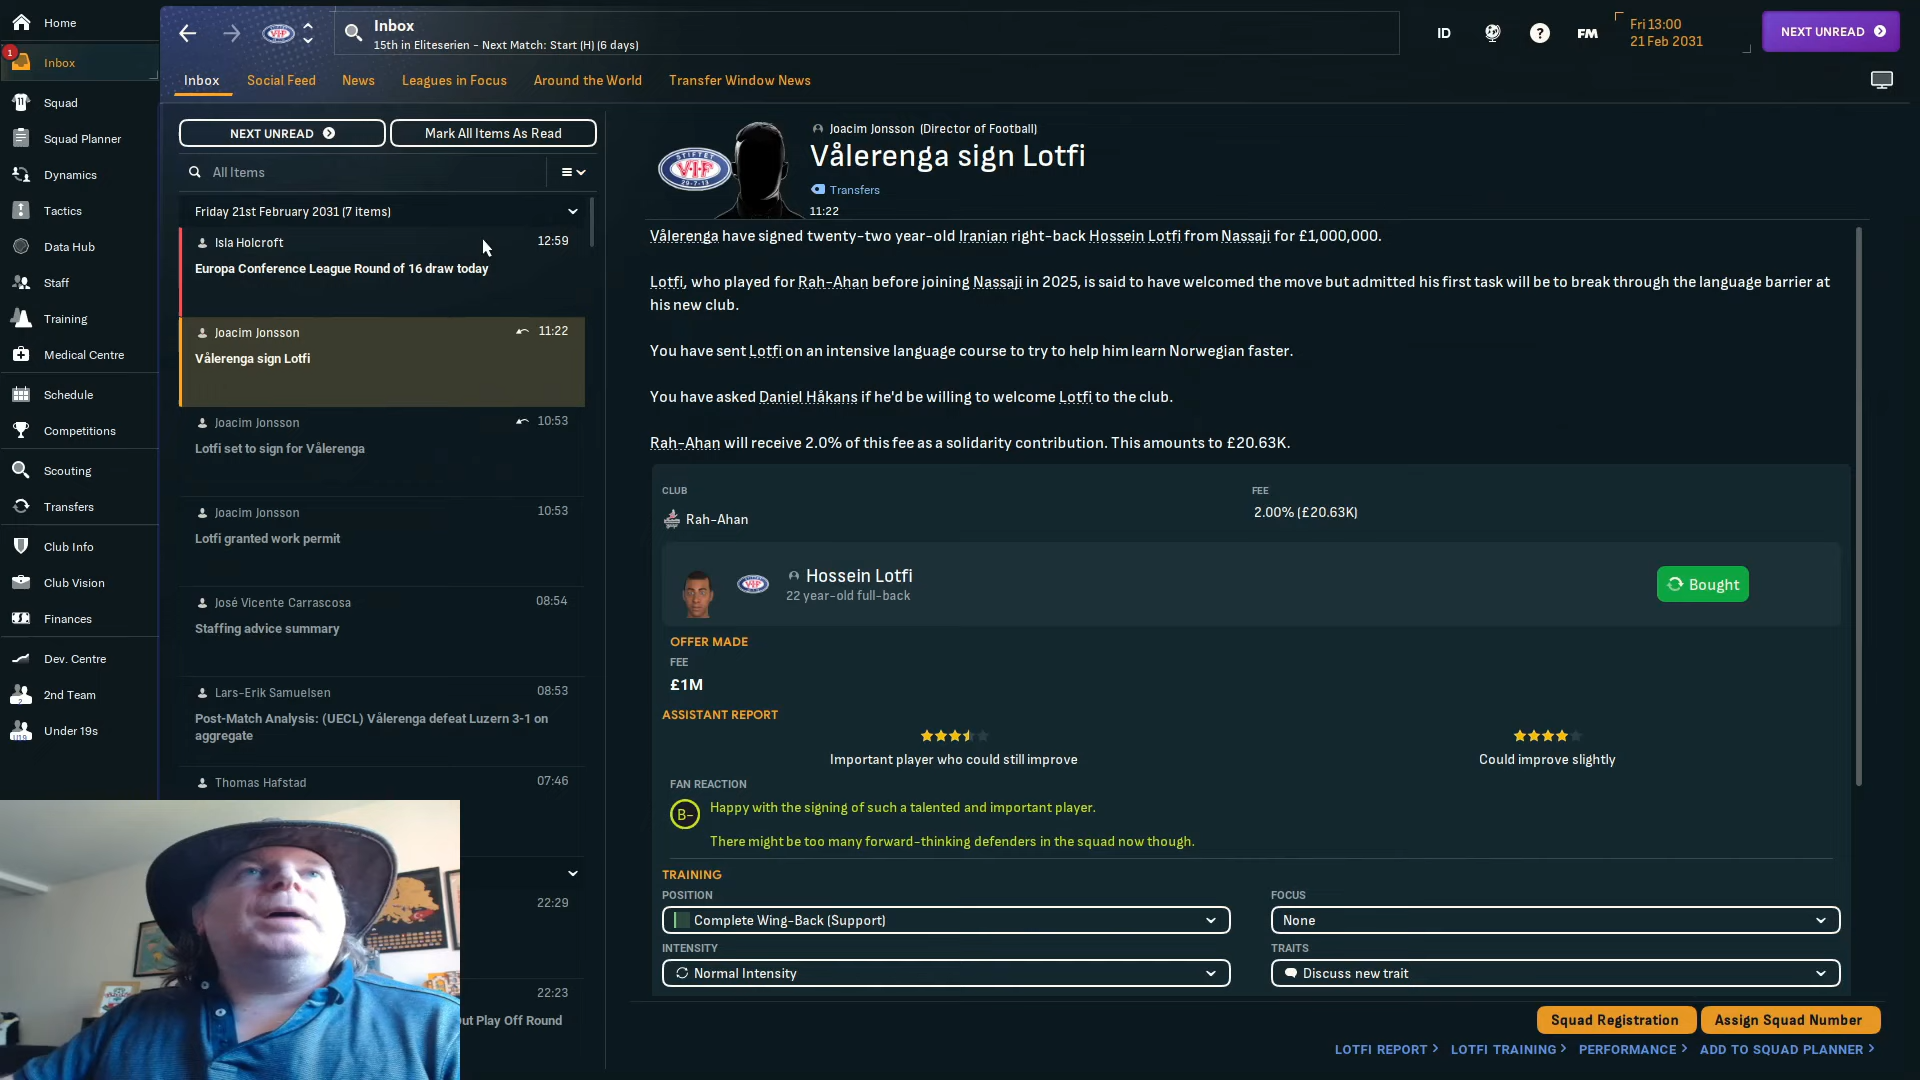 Home
1
Inbox
Squad
Squad Planner
Dynamics
Tactics
Data Hub
Staff
Training
Medical Centre
Schedule
Competitions
Scouting
Transfers
Club Info
Club Vision
Finances
Dev. Centre
2nd Team
Under 19s
Inbox
15th in Eliteserien - Next Match: Start (H) (6 days)
ID
FM
Fri 13:00
21 Feb 2031
NEXT UNREAD
Inbox
Social Feed
News
Leagues in Focus
Around the World
Transfer Window News
NEXT UNREAD
Mark All Items As Read
All Items
Friday 21st February 2031 (7 items)
Isla Holcroft 12:59
Europa Conference League Round of 16 draw today
Joacim Jonsson 11:22
Vålerenga sign Lotfi
Joacim Jonsson 10:53
Lotfi set to sign for Vålerenga
Joacim Jonsson 10:53
Lotfi granted work permit
José Vicente Carrascosa 08:54
Staffing advice summary
Lars-Erik Samuelsen 08:53
Post-Match Analysis: (UECL) Vålerenga defeat Luzern 3-1 on
aggregate
Thomas Hafstad 07:46
22:29
22:23
ut Play Off Round
Joacim Jonsson (Director of Football)
Vålerenga sign Lotfi
Transfers
11:22
Vålerenga have signed twenty-two year-old Iranian right-back Hossein Lotfi from Nassaji for £1,000,000.
Lotfi, who played for Rah-Ahan before joining Nassaji in 2025, is said to have welcomed the move but admitted his first task will be to break through the language barrier at
his new club.
You have sent Lotfi on an intensive language course to try to help him learn Norwegian faster.
You have asked Daniel Håkans if he'd be willing to welcome Lotfi to the club.
Rah-Ahan will receive 2.0% of this fee as a solidarity contribution. This amounts to £20.63K.
CLUB
FEE
Rah-Ahan
2.00% (£20.63K)
Hossein Lotfi
22 year-old full-back
Bought
OFFER MADE
FEE
£1M
ASSISTANT REPORT
Important player who could still improve
Could improve slightly
FAN REACTION
B-
Happy with the signing of such a talented and important player.
There might be too many forward-thinking defenders in the squad now though.
TRAINING
POSITION
FOCUS
Complete Wing-Back (Support)
None
INTENSITY
TRAITS
Normal Intensity
Discuss new trait
Squad Registration
Assign Squad Number
LOTFI REPORT
LOTFI TRAINING
PERFORMANCE
ADD TO SQUAD PLANNER